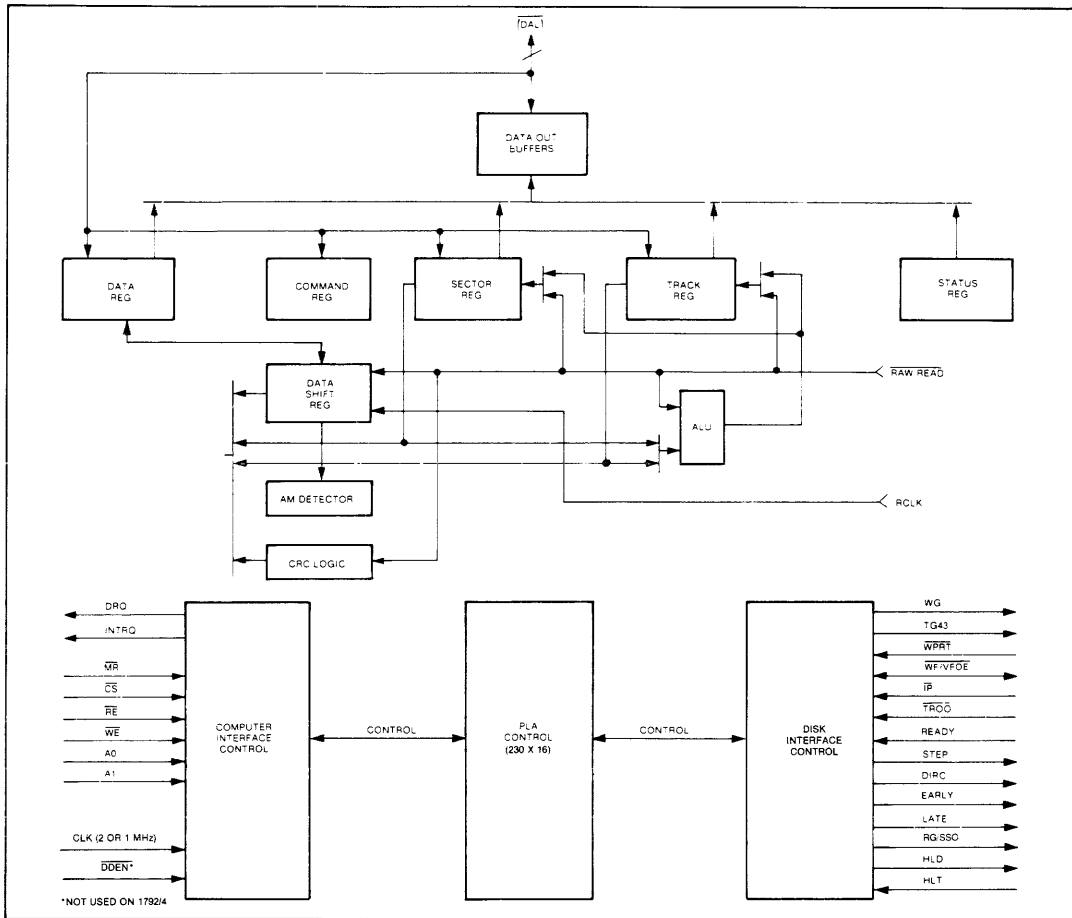 (DAL)
DATA OUT
BUFFERS
DATA
REG
COMMAND
REG
SECTOR
REG
TRACK
REG
STATUS
REG
DATA
SHIFT
REG
RAW READ
ALU
AM DETECTOR
RCLK
CRC LOGIC
DRQ
INTRQ
MR
CS
RE
WE
A0
A1
CLK (2 OR 1 MHz)
DDEN*
*NOT USED ON 1792/4
COMPUTER
INTERFACE
CONTROL
CONTROL
PLA
CONTROL
(230 X 16)
CONTROL
DISK
INTERFACE
CONTROL
WG
TG43
WPRT
WF/VFOE
IP
TROO
READY
STEP
DIRC
EARLY
LATE
RG/SSO
HLD
HLT